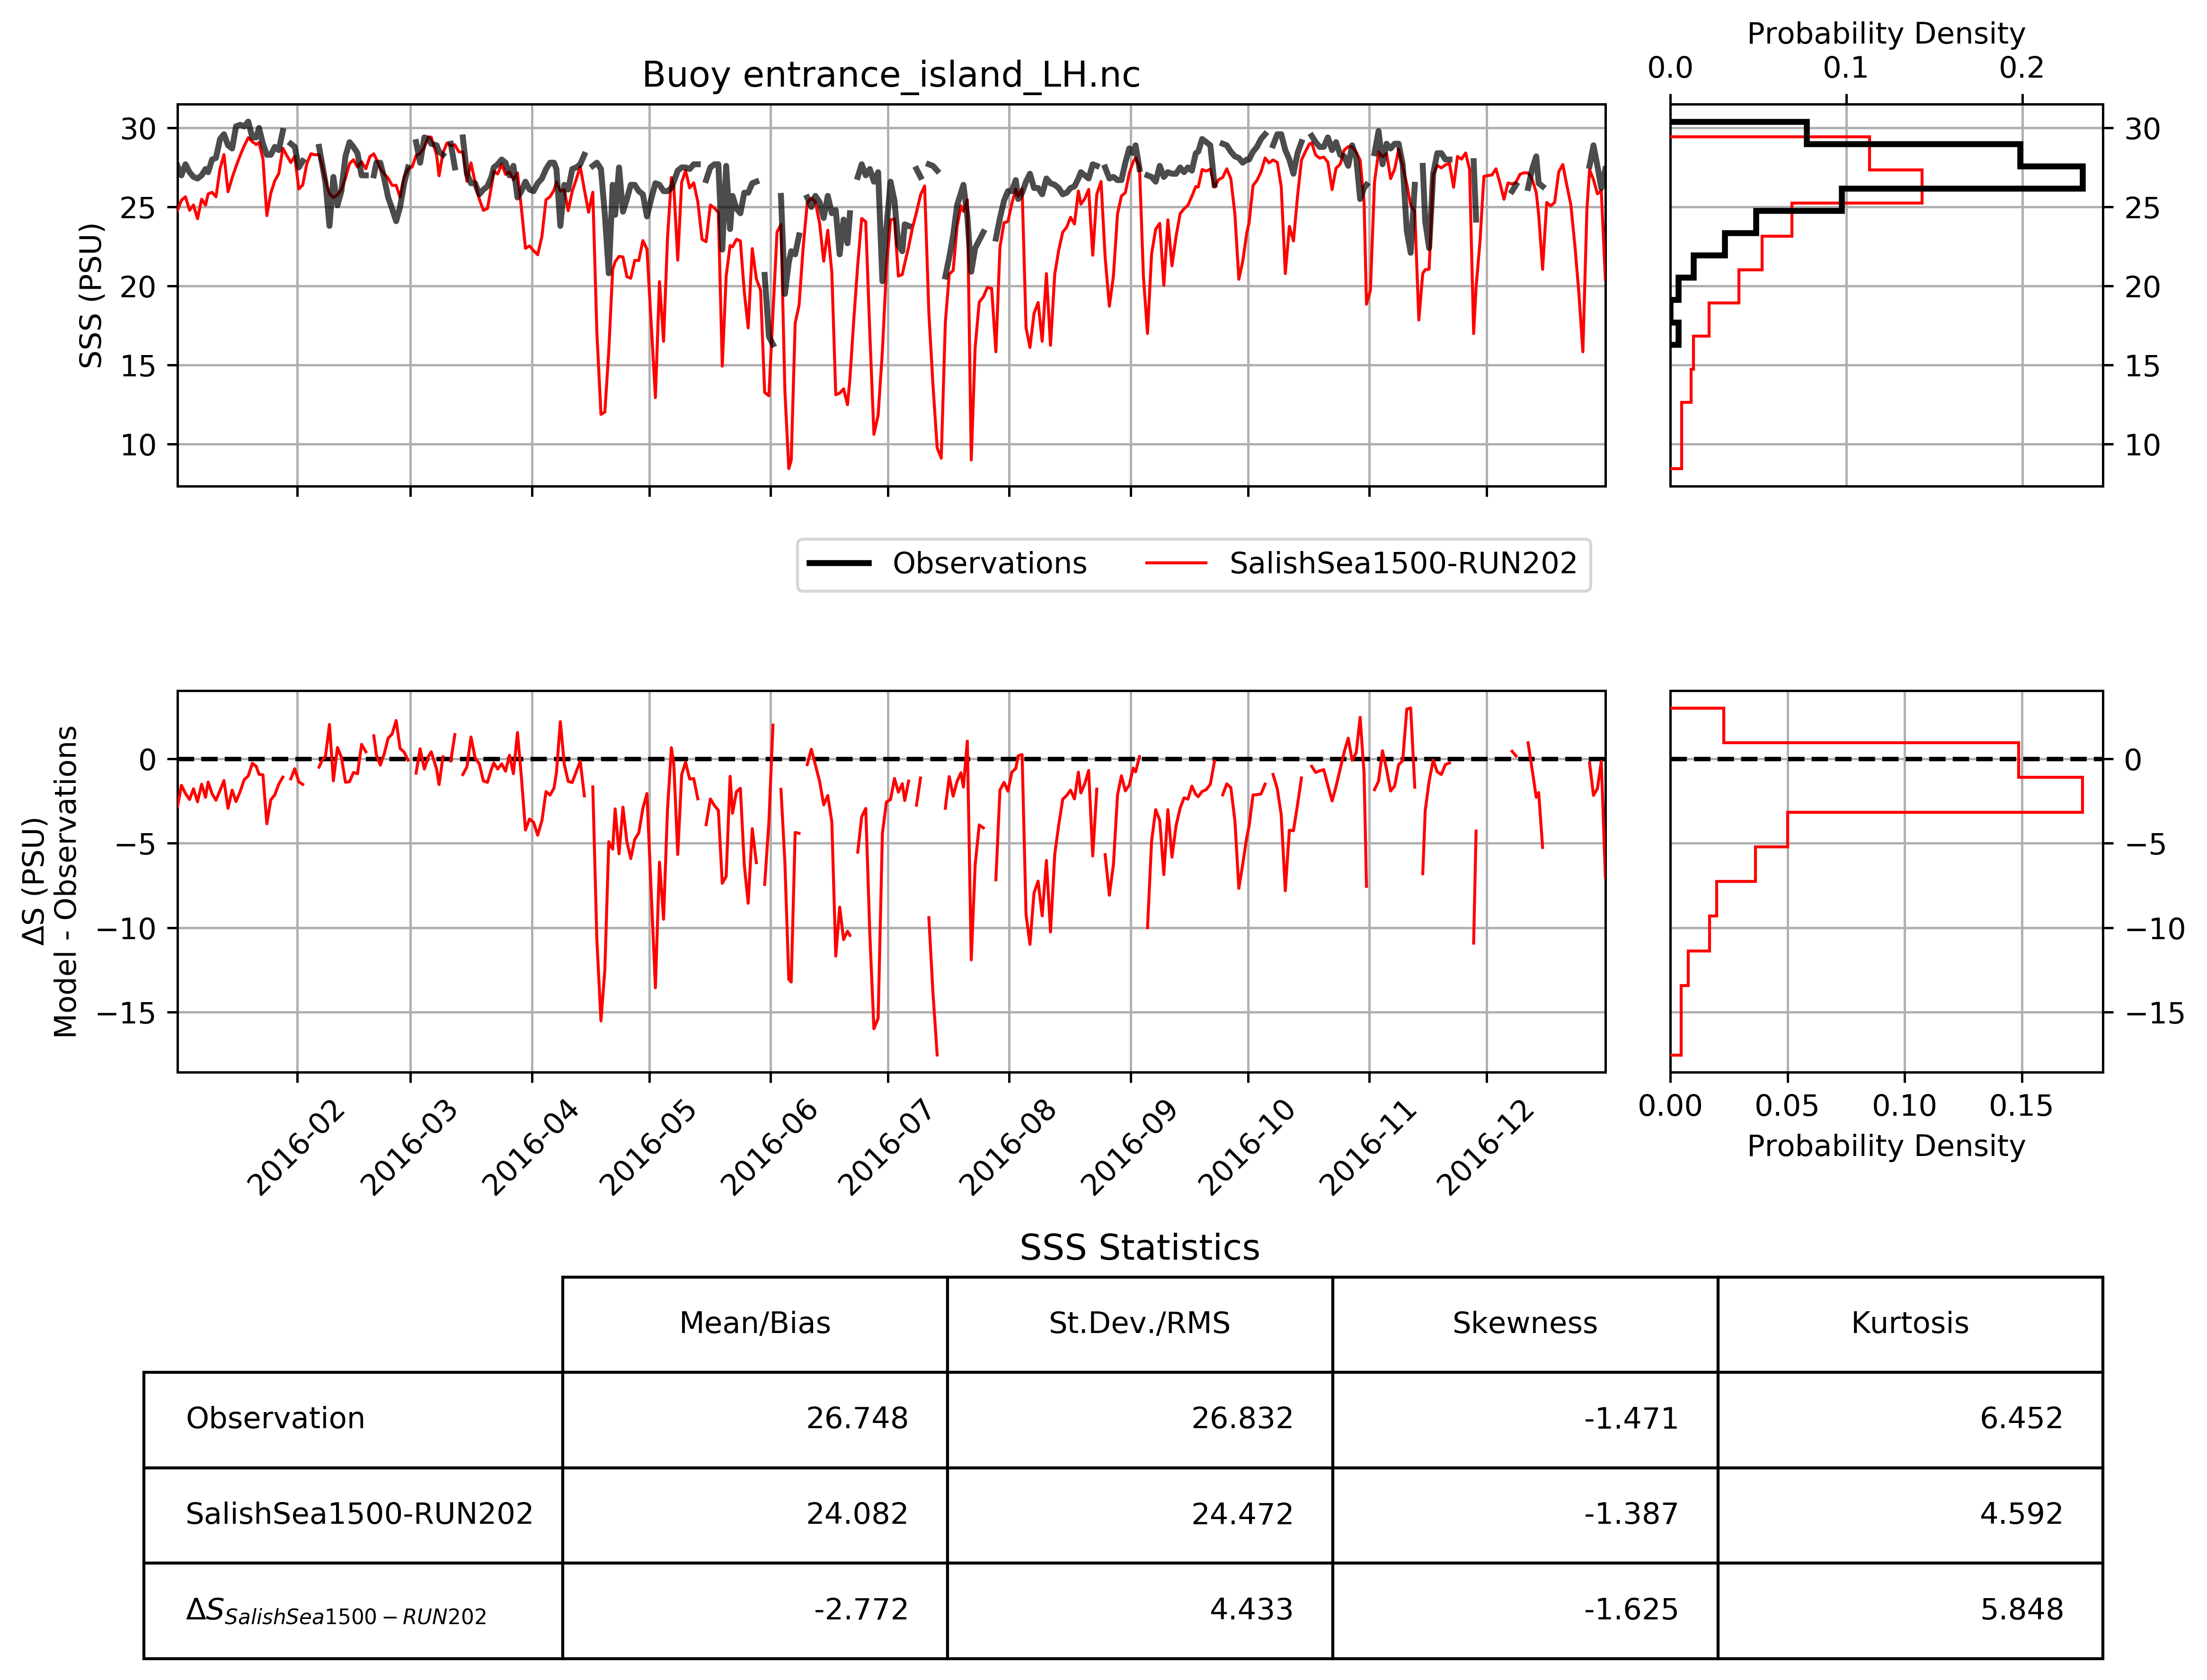 Probability Density
0.0 0.1 0.2
Buoy entrance_island_LH.nc
SSS (PSU)
30
25
20
15
10
30
25
20
15
10
Observations SalishSea1500-RUN202
ΔS (PSU)
Model - Observations
0
−5
−10
−15
0
−5
−10
−15
2016-02 2016-03 2016-04 2016-05 2016-06 2016-07 2016-08 2016-09 2016-10 2016-11 2016-12
0.00 0.05 0.10 0.15
Probability Density
SSS Statistics
Mean/Bias St.Dev./RMS Skewness Kurtosis
Observation 26.748 26.832 -1.471 6.452
SalishSea1500-RUN202 24.082 24.472 -1.387 4.592
ΔS SalishSea1500−RUN202 -2.772 4.433 -1.625 5.848